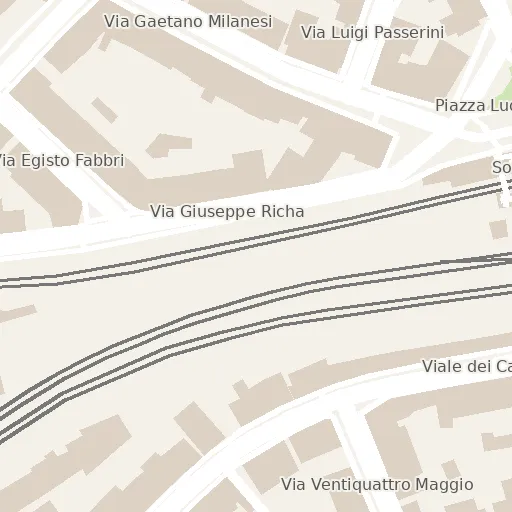 Via Gaetano Milanesi
Via Luigi Passerini
Piazza Luc
Via Egisto Fabbri
So
Via Giuseppe Richa
Viale dei Ca
Via Ventiquattro Maggio